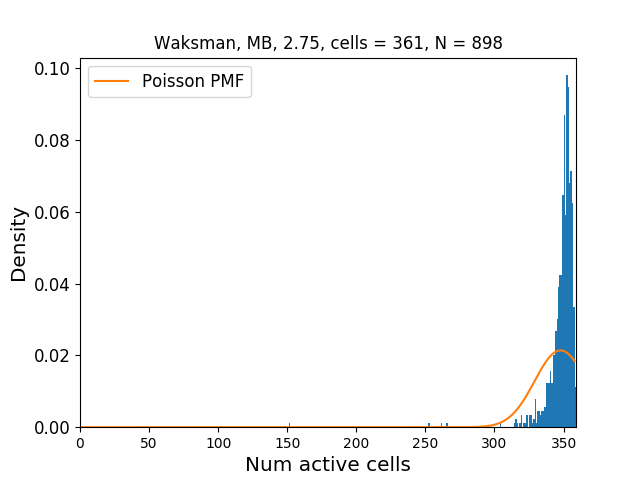 Waksman, MB, 2.75, cells = 361, N = 898
Poisson PMF
0.10
0.08
0.06
0.04
0.02
0.00
Density
0 50 100 150 200 250 300 350
Num active cells